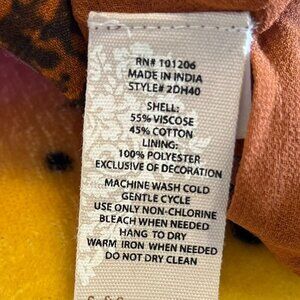 RN# 101206
MADE IN INDIA
STYLE# 2DH40
SHELL:
55% VISCOSE
45% COTTON
LINING:
100% POLYESTER
EXCLUSIVE OF DECORATION
MACHINE WASH COLD
GENTLE CYCLE
USE ONLY NON-CHLORINE
BLEACH WHEN NEEDED
HANG TO DRY
WARM IRON WHEN NEEDED
DO NOT DRY CLEAN